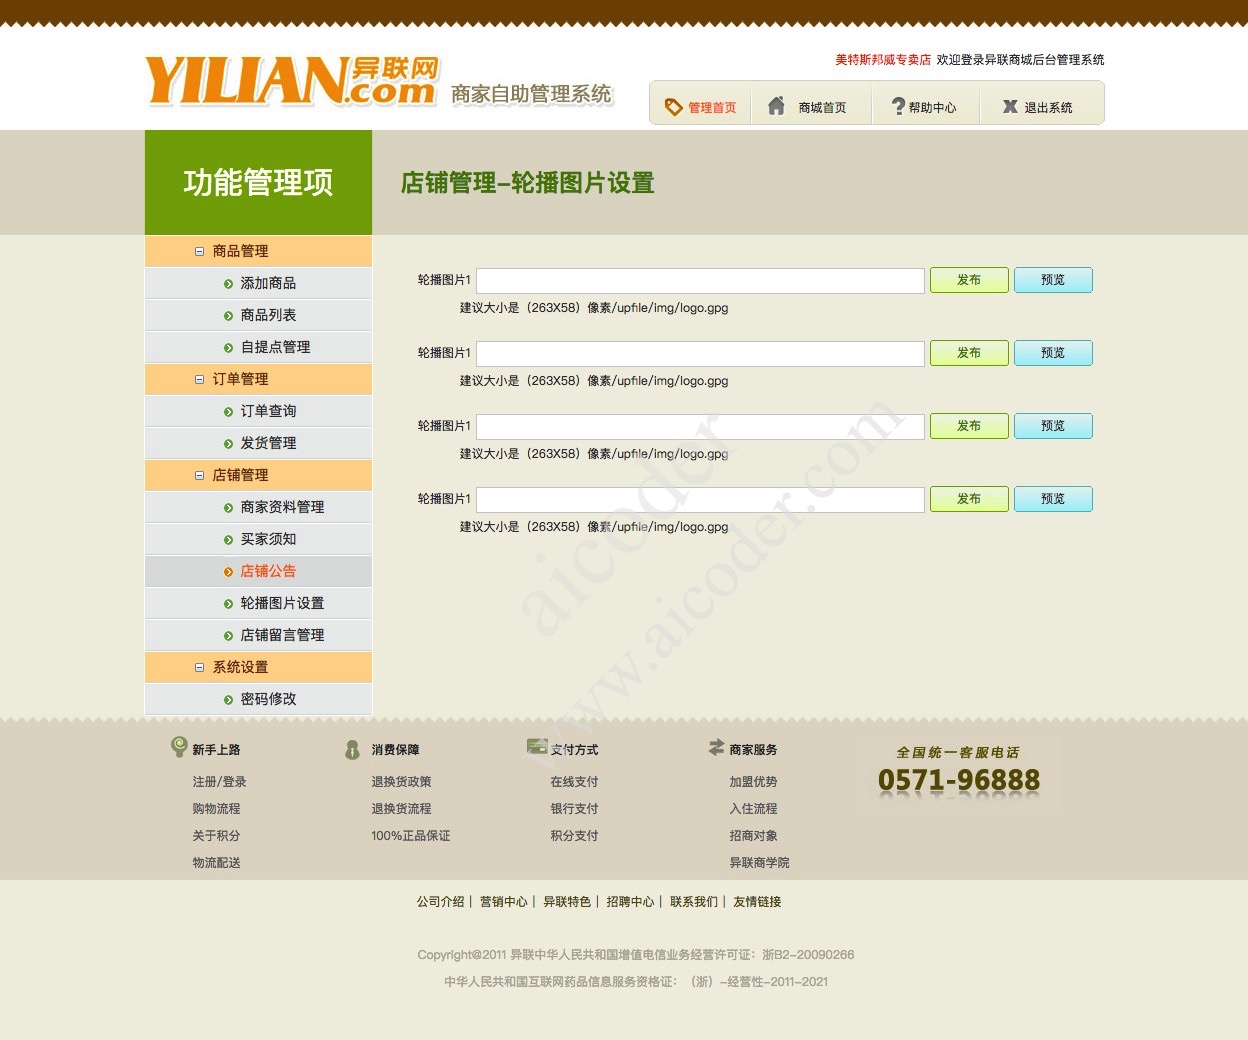 美特斯邦威专卖店 欢迎登录异联商城后台管理系统
YILIAN.com 异联网 商家自助管理系统
管理首页 商城首页 帮助中心 退出系统
功能管理项
店铺管理-轮播图片设置
商品管理
添加商品
商品列表
自提点管理
订单管理
订单查询
发货管理
店铺管理
商家资料管理
买家须知
店铺公告
轮播图片设置
店铺留言管理
系统设置
密码修改
轮播图片1 发布 预览
建议大小是（263X58）像素/upfile/img/logo.gpg
轮播图片1 发布 预览
建议大小是（263X58）像素/upfile/img/logo.gpg
轮播图片1 发布 预览
建议大小是（263X58）像素/upfile/img/logo.gpg
轮播图片1 发布 预览
建议大小是（263X58）像素/upfile/img/logo.gpg
aicoder
www.aicoder.com
新手上路
注册/登录
购物流程
关于积分
物流配送
消费保障
退换货政策
退换货流程
100%正品保证
支付方式
在线支付
银行支付
积分支付
商家服务
加盟优势
入住流程
招商对象
异联商学院
全国统一客服电话
0571-96888
公司介绍 | 营销中心 | 异联特色 | 招聘中心 | 联系我们 | 友情链接
Copyright@2011 异联中华人民共和国增值电信业务经营许可证：浙B2-20090266
中华人民共和国互联网药品信息服务资格证：（浙）-经营性-2011-2021